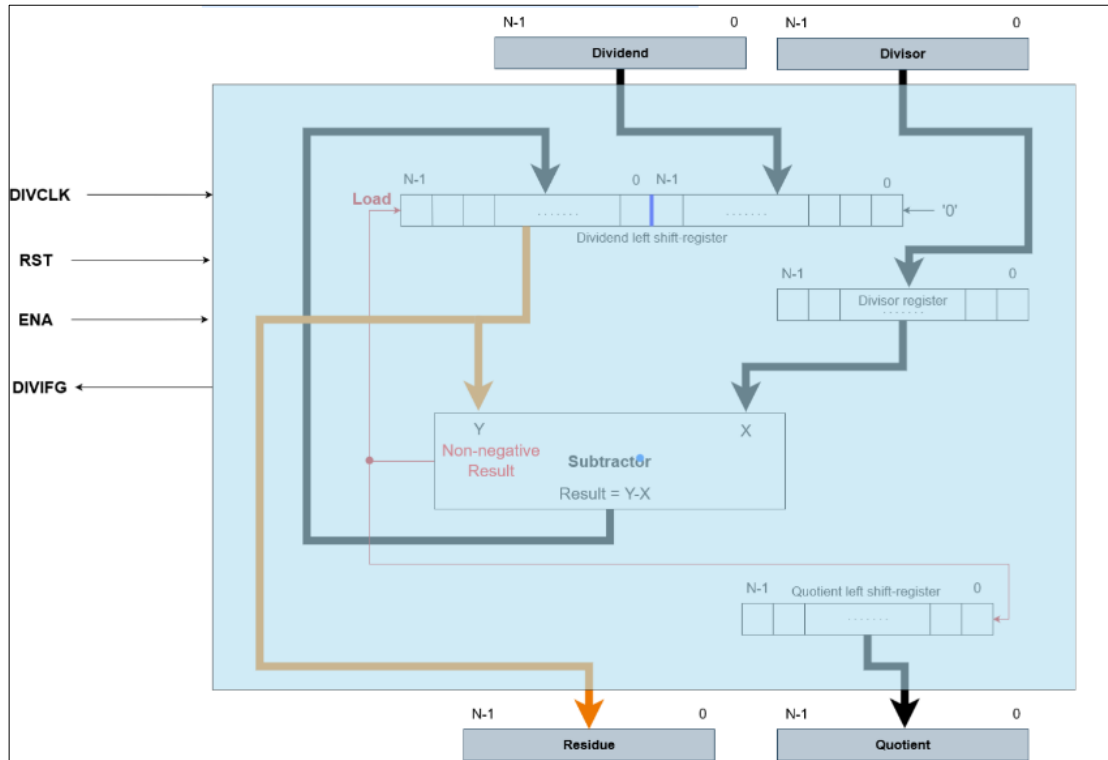 N-1 0 N-1 0
Dividend Divisor
N-1 0 N-1 0
DIVCLK
Load
.......
.......
'0'
Dividend left shift-register
RST
N-1 0
Divisor register
.......
ENA
DIVIFG
Y X
Non-negative
Result
Subtractor
Result = Y-X
N-1 Quotient left shift-register 0
.......
N-1 0 N-1 0
Residue Quotient